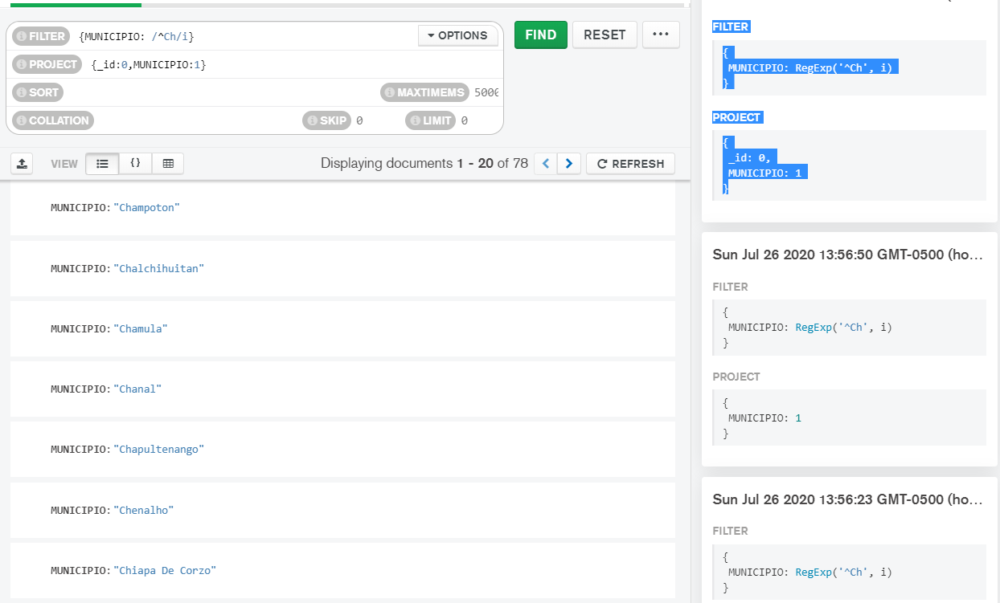 FILTER {MUNICIPIO: /^Ch/i} OPTIONS FIND RESET ...
PROJECT {_id:0,MUNICIPIO:1}
SORT MAXTIMEMS 5000
COLLATION SKIP 0 LIMIT 0
VIEW {} Displaying documents 1 - 20 of 78 REFRESH
MUNICIPIO: "Champoton"
MUNICIPIO: "Chalchihuitan"
MUNICIPIO: "Chamula"
MUNICIPIO: "Chanal"
MUNICIPIO: "Chapultenango"
MUNICIPIO: "Chenalho"
MUNICIPIO: "Chiapa De Corzo"
FILTER
{
MUNICIPIO: RegExp('^Ch', i)
}
PROJECT
{
_id: 0,
MUNICIPIO: 1
}
Sun Jul 26 2020 13:56:50 GMT-0500 (ho...
FILTER
{
MUNICIPIO: RegExp('^Ch', i)
}
PROJECT
{
MUNICIPIO: 1
}
Sun Jul 26 2020 13:56:23 GMT-0500 (ho...
FILTER
{
MUNICIPIO: RegExp('^Ch', i)
}